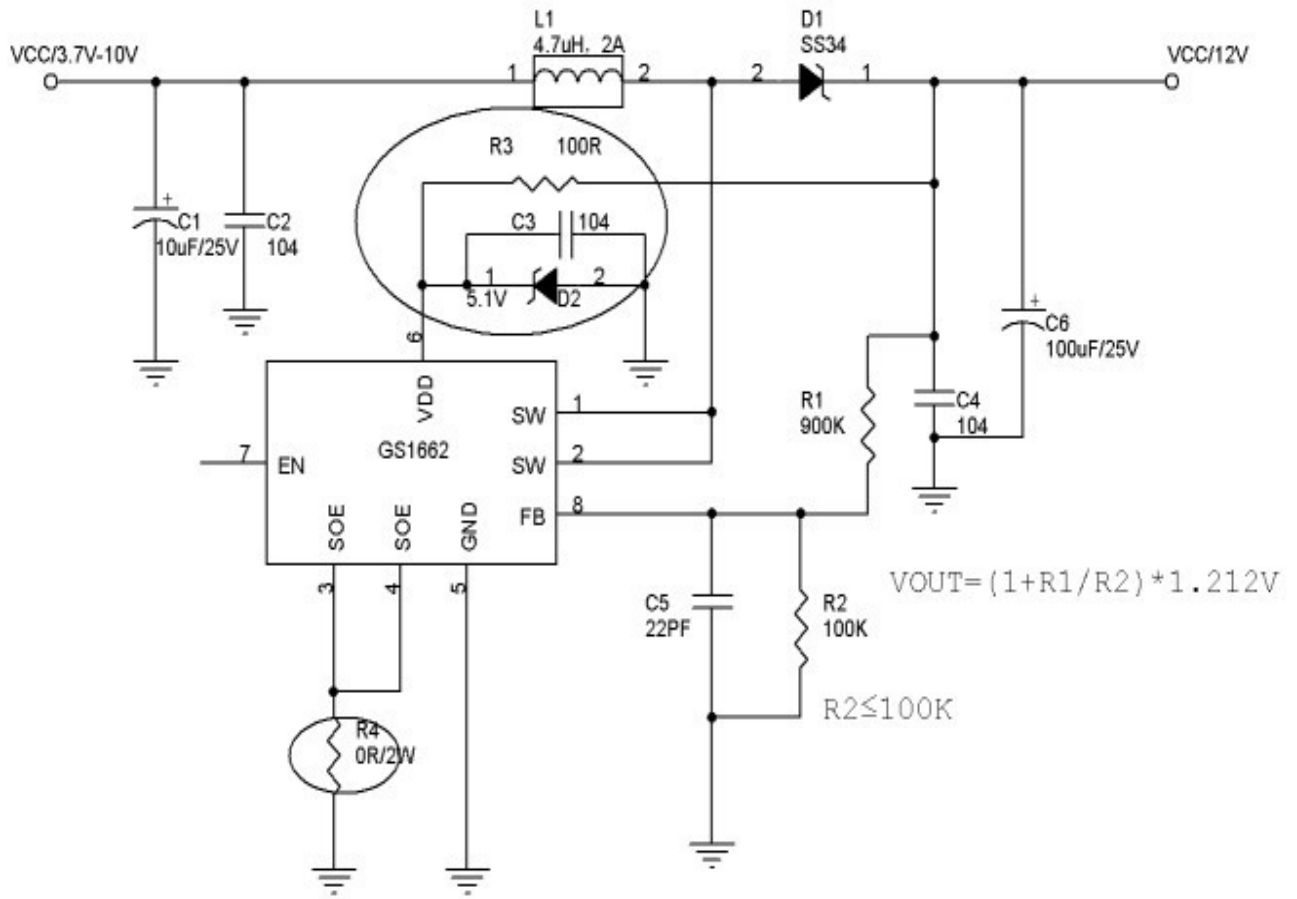 L1
4.7uH, 2A
D1
SS34
VCC/3.7V-10V
VCC/12V
1
2
2
1
R3 100R
C1
10uF/25V
C2
104
C3 104
1
2
5.1V
D2
6
C6
100uF/25V
VDD
R1
900K
C4
104
SW
1
GS1662
7
EN
SW
2
FB
8
SOE
SOE
GND
3
4
5
VOUT=(1+R1/R2)*1.212V
C5
22PF
R2
100K
R2≤100K
R4
0R/2W